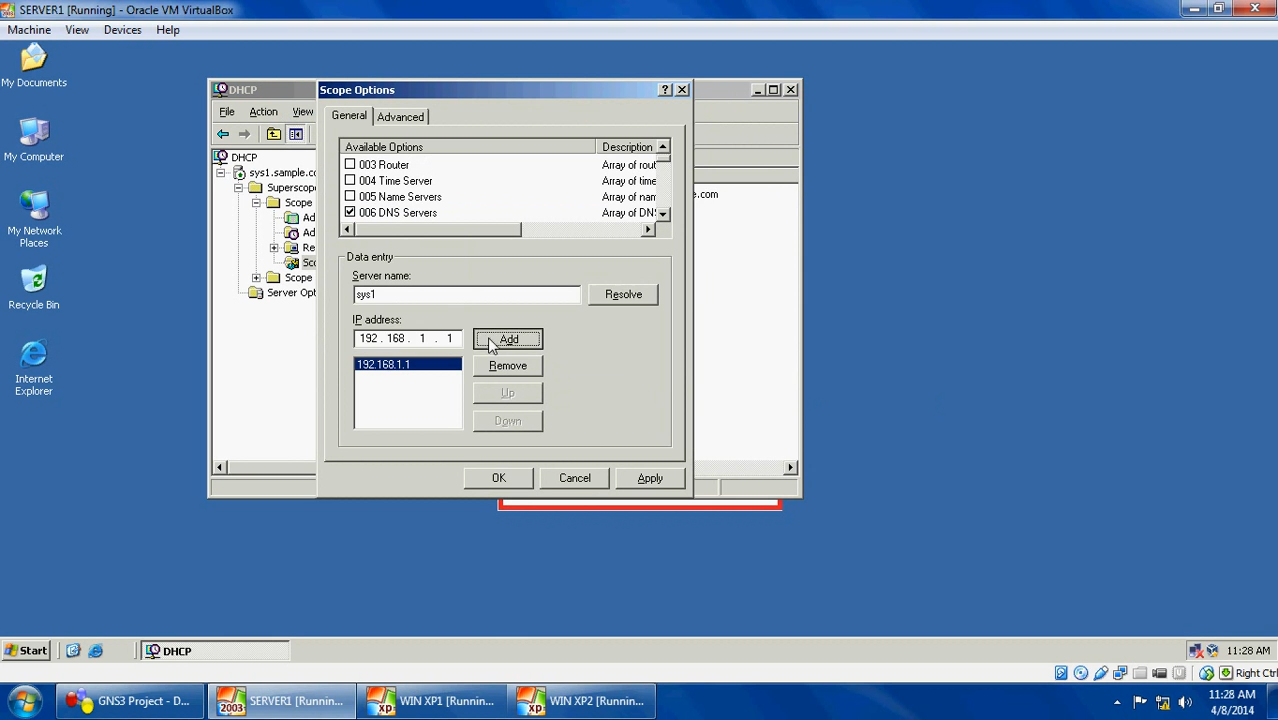 SERVER1 [Running] - Oracle VM VirtualBox
Machine View Devices Help
My Documents
My Computer
My Network
Places
Recycle Bin
Internet
Explorer
DHCP
File Action View
DHCP
sys1.sample.co
Superscope
Scope
Ad
Ad
Re
Sco
Scope
Server Opt
e.com
Scope Options
General Advanced
Available Options Description
003 Router Array of rout
004 Time Server Array of time
005 Name Servers Array of nam
006 DNS Servers Array of DNS
Data entry
Server name:
sys1 Resolve
IP address:
192 . 168 . 1 . 1 Add
192.168.1.1 Remove
Up
Down
OK Cancel Apply
Start DHCP 11:28 AM
Right Ctrl
GNS3 Project - D... SERVER1 [Runnin... WIN XP1 [Running... WIN XP2 [Running... 11:28 AM
4/8/2014